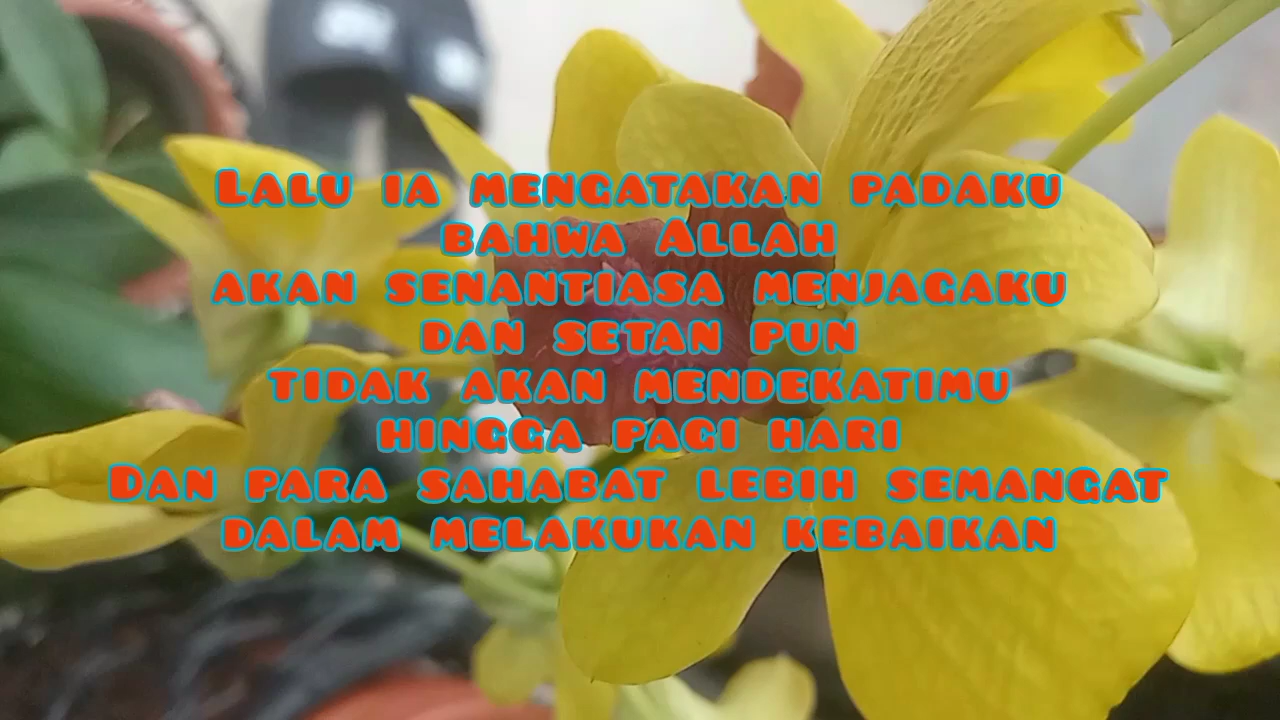 Lalu ia mengatakan padaku
bahwa Allah
akan senantiasa menjagaku
dan setan pun
tidak akan mendekatimu
hingga pagi hari
Dan para sahabat lebih semangat
dalam melakukan kebaikan